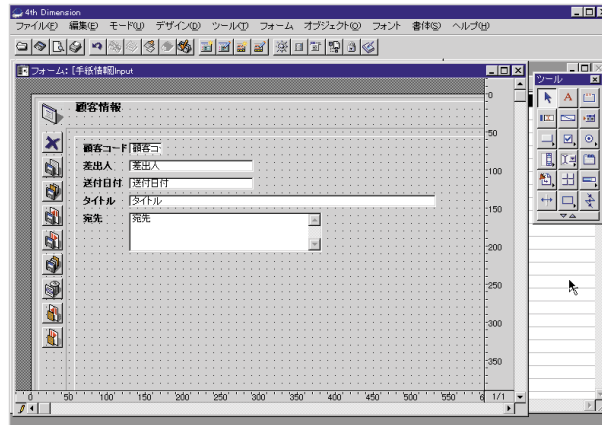 4th Dimension
ファイル(F) 編集(E) モード(U) デザイン(D) ツール(T) フォーム オブジェクト(O) フォント 書体(S) ヘルプ(H)
フォーム: [手紙情報]Input
ツール
顧客情報
顧客コード 顧客コ
差出人 差出人
送付日付 送付日付
タイトル タイトル
宛先 宛先
A
0
50
100
150
200
250
300
350
0 50 100 150 200 250 300 350 400 450 500 550 6 1/1